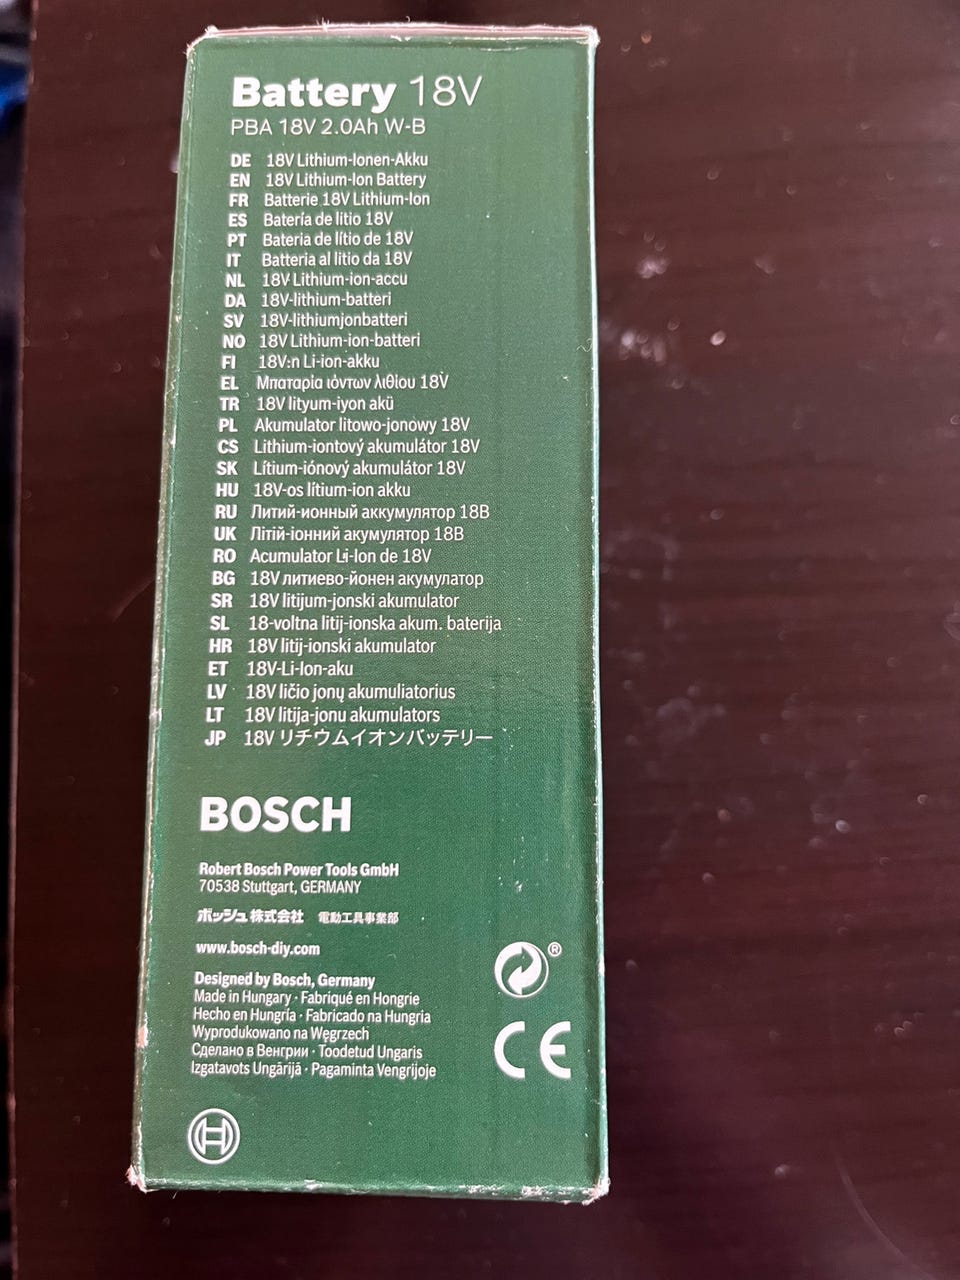 Battery 18V
PBA 18V 2.0Ah W-B
DE 18V Lithium-Ionen-Akku
EN 18V Lithium-Ion Battery
FR Batterie 18V Lithium-Ion
ES Batería de litio 18V
PT Bateria de lítio de 18V
IT Batteria al litio da 18V
NL 18V Lithium-ion-accu
DA 18V-lithium-batteri
SV 18V-lithiumjonbatteri
NO 18V Lithium-ion-batteri
FI 18V:n Li-ion-akku
EL Μπαταρία ιόντων λιθίου 18V
TR 18V lityum-iyon akü
PL Akumulator litowo-jonowy 18V
CS Lithium-iontový akumulátor 18V
SK Lítium-iónový akumulátor 18V
HU 18V-os lítium-ion akku
RU Литий-ионный аккумулятор 18В
UK Літій-іонний акумулятор 18В
RO Acumulator Li-Ion de 18V
BG 18V литиево-йонен акумулатор
SR 18V litijum-jonski akumulator
SL 18-voltna litij-ionska akum. baterija
HR 18V litij-ionski akumulator
ET 18V-Li-Ion-aku
LV 18V ličio jonų akumuliatorius
LT 18V litija-jonu akumulators
JP 18V リチウムイオンバッテリー
BOSCH
Robert Bosch Power Tools GmbH
70538 Stuttgart, GERMANY
ボッシュ株式会社 電動工具事業部
www.bosch-diy.com
Designed by Bosch, Germany
Made in Hungary · Fabriqué en Hongrie
Hecho en Hungría · Fabricado na Hungria
Wyprodukowano na Węgrzech
Сделано в Венгрии · Toodetud Ungaris
Izgatavots Ungārijā · Pagaminta Vengrijoje
®
CE